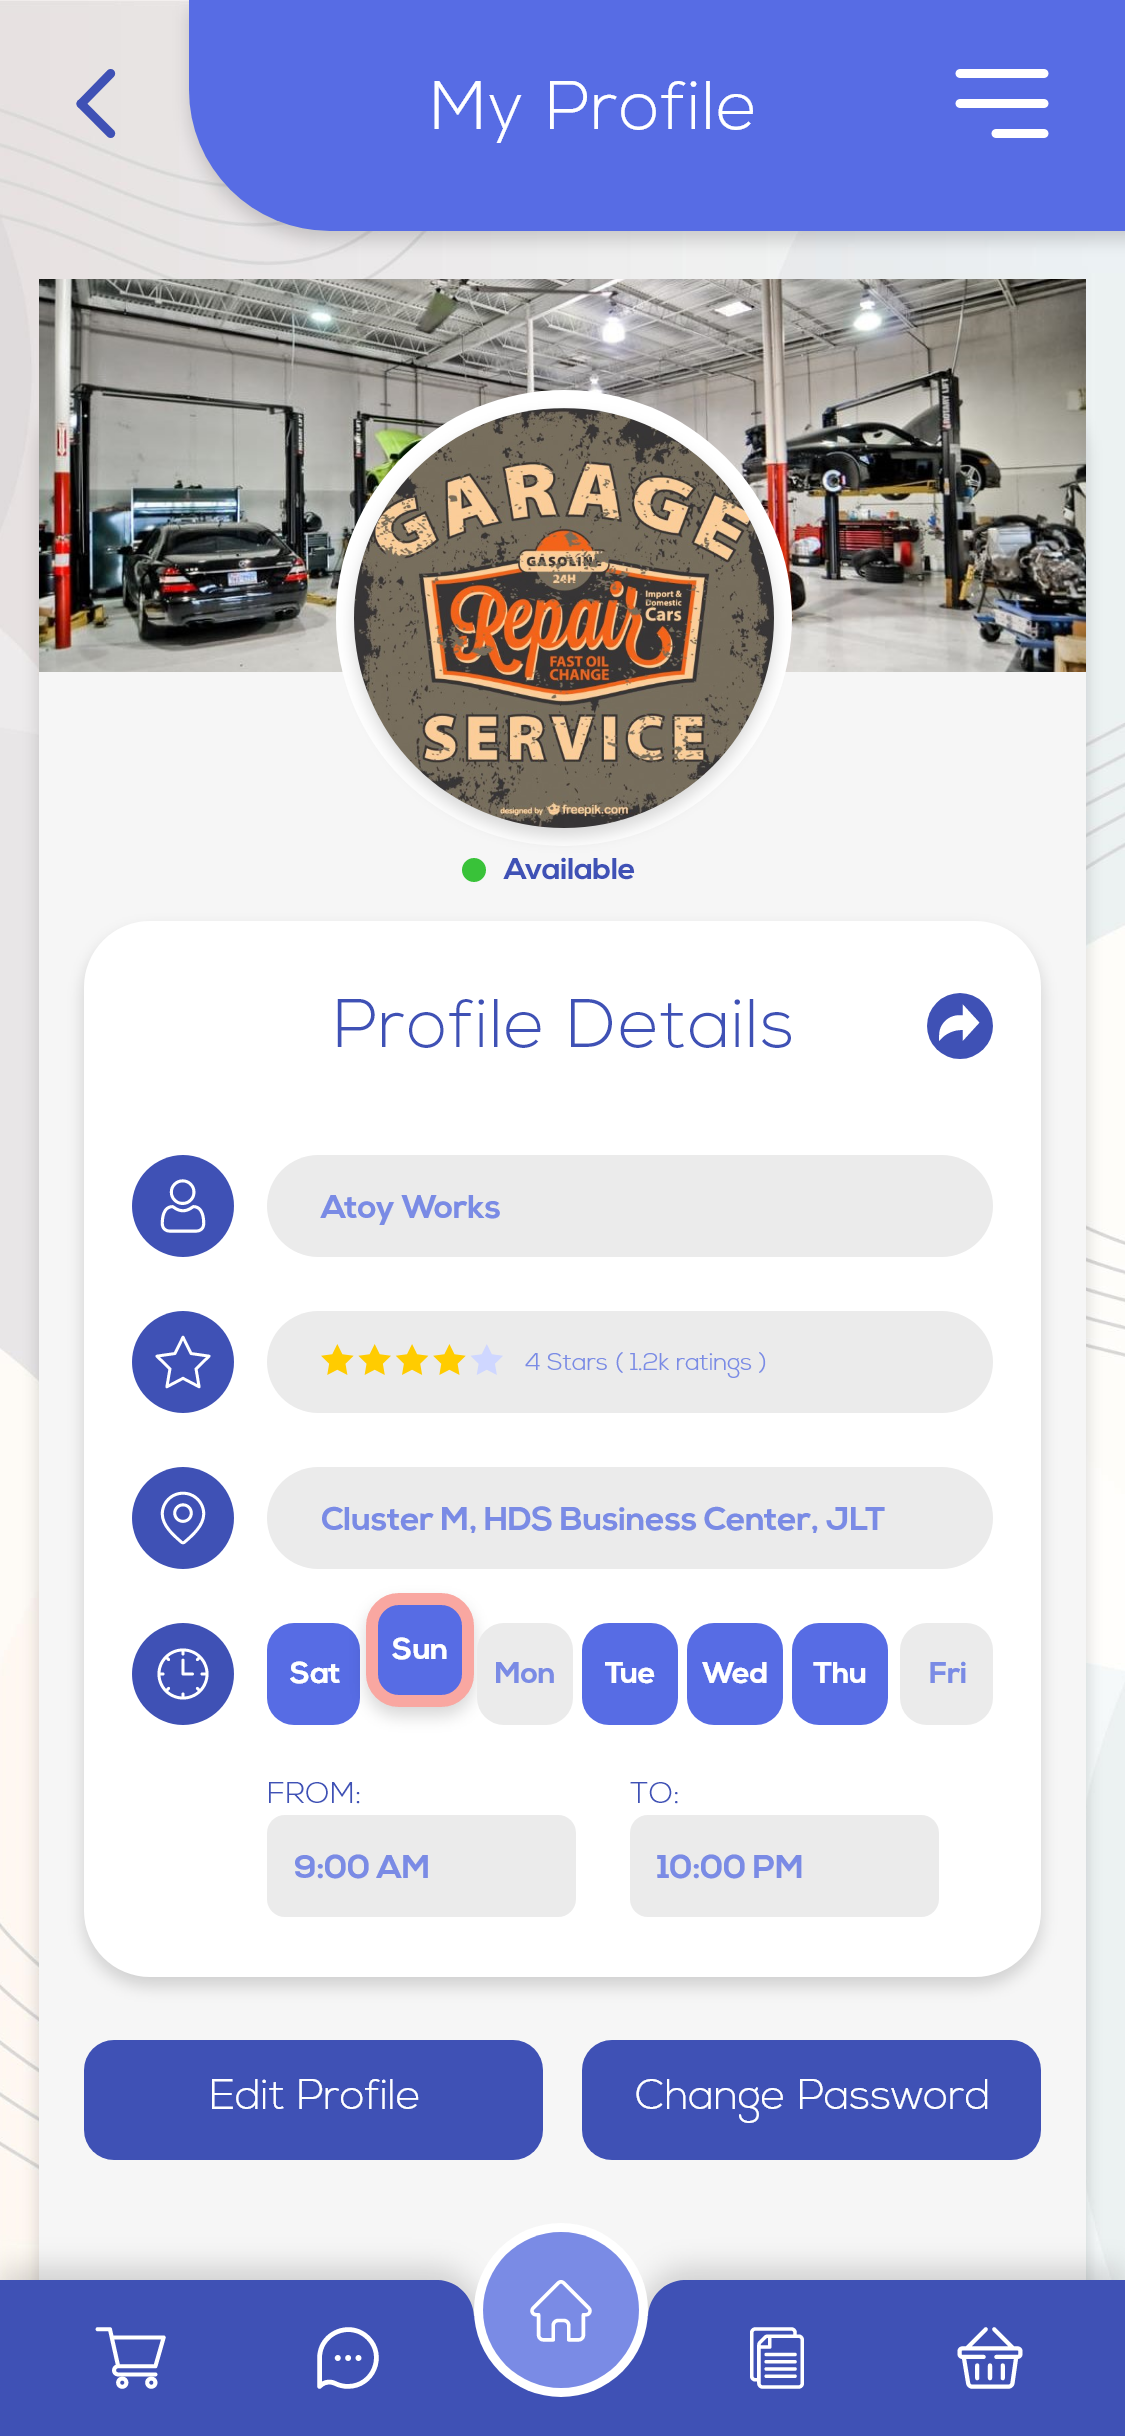 My Profile
GARAGE
GASOLINE
24H
Repair
Import &
Domestic
Cars
FAST OIL
CHANGE
SERVICE
designed by freepik.com
Available
Profile Details
Atoy Works
4 Stars ( 1.2k ratings )
Cluster M, HDS Business Center, JLT
Sat Sun Mon Tue Wed Thu Fri
FROM: TO:
9:00 AM 10:00 PM
Edit Profile Change Password